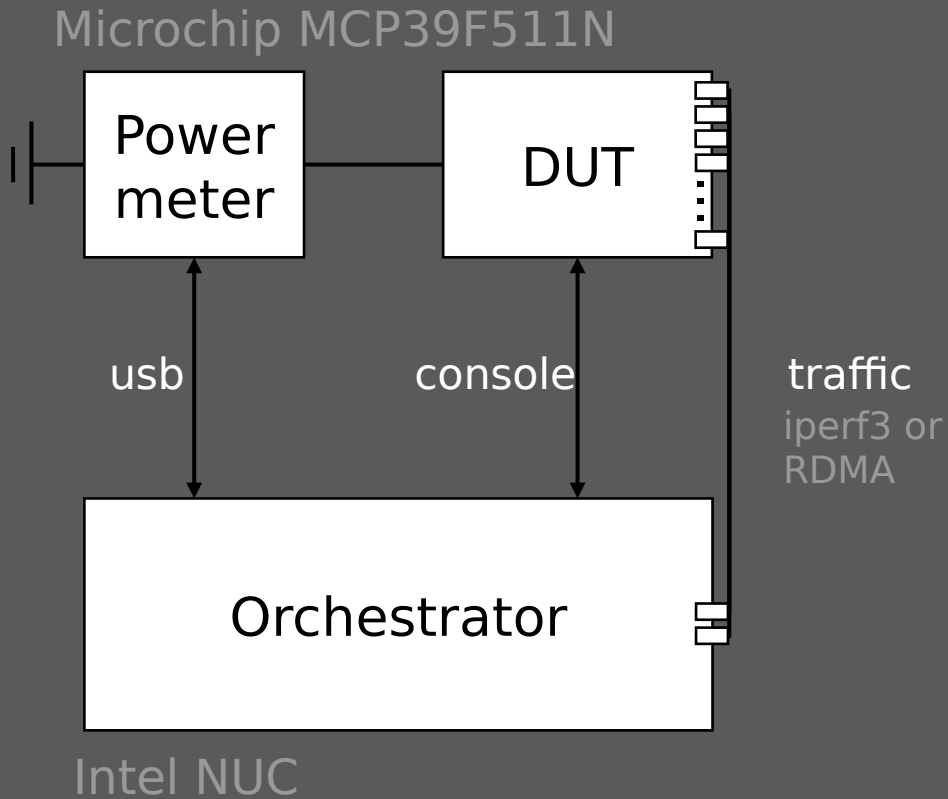 Microchip MCP39F511N
Power
meter
DUT
usb
console
traffic
iperf3 or
RDMA
Orchestrator
Intel NUC